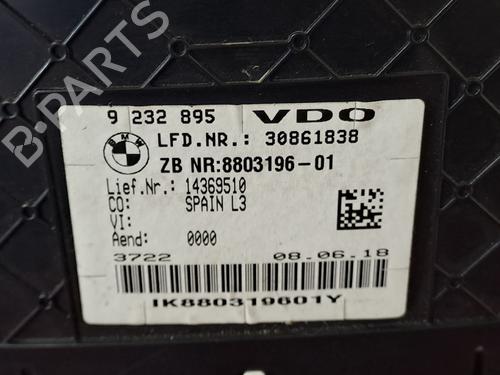 B-PARTS
9 232 895 VDO
BMW
LFD.NR.: 30861838
ZB NR:8803196-01
Lief.Nr.: 14369510
CO: SPAIN L3
VI:
Aend: 0000
3722 08.06.18
IK880319601Y